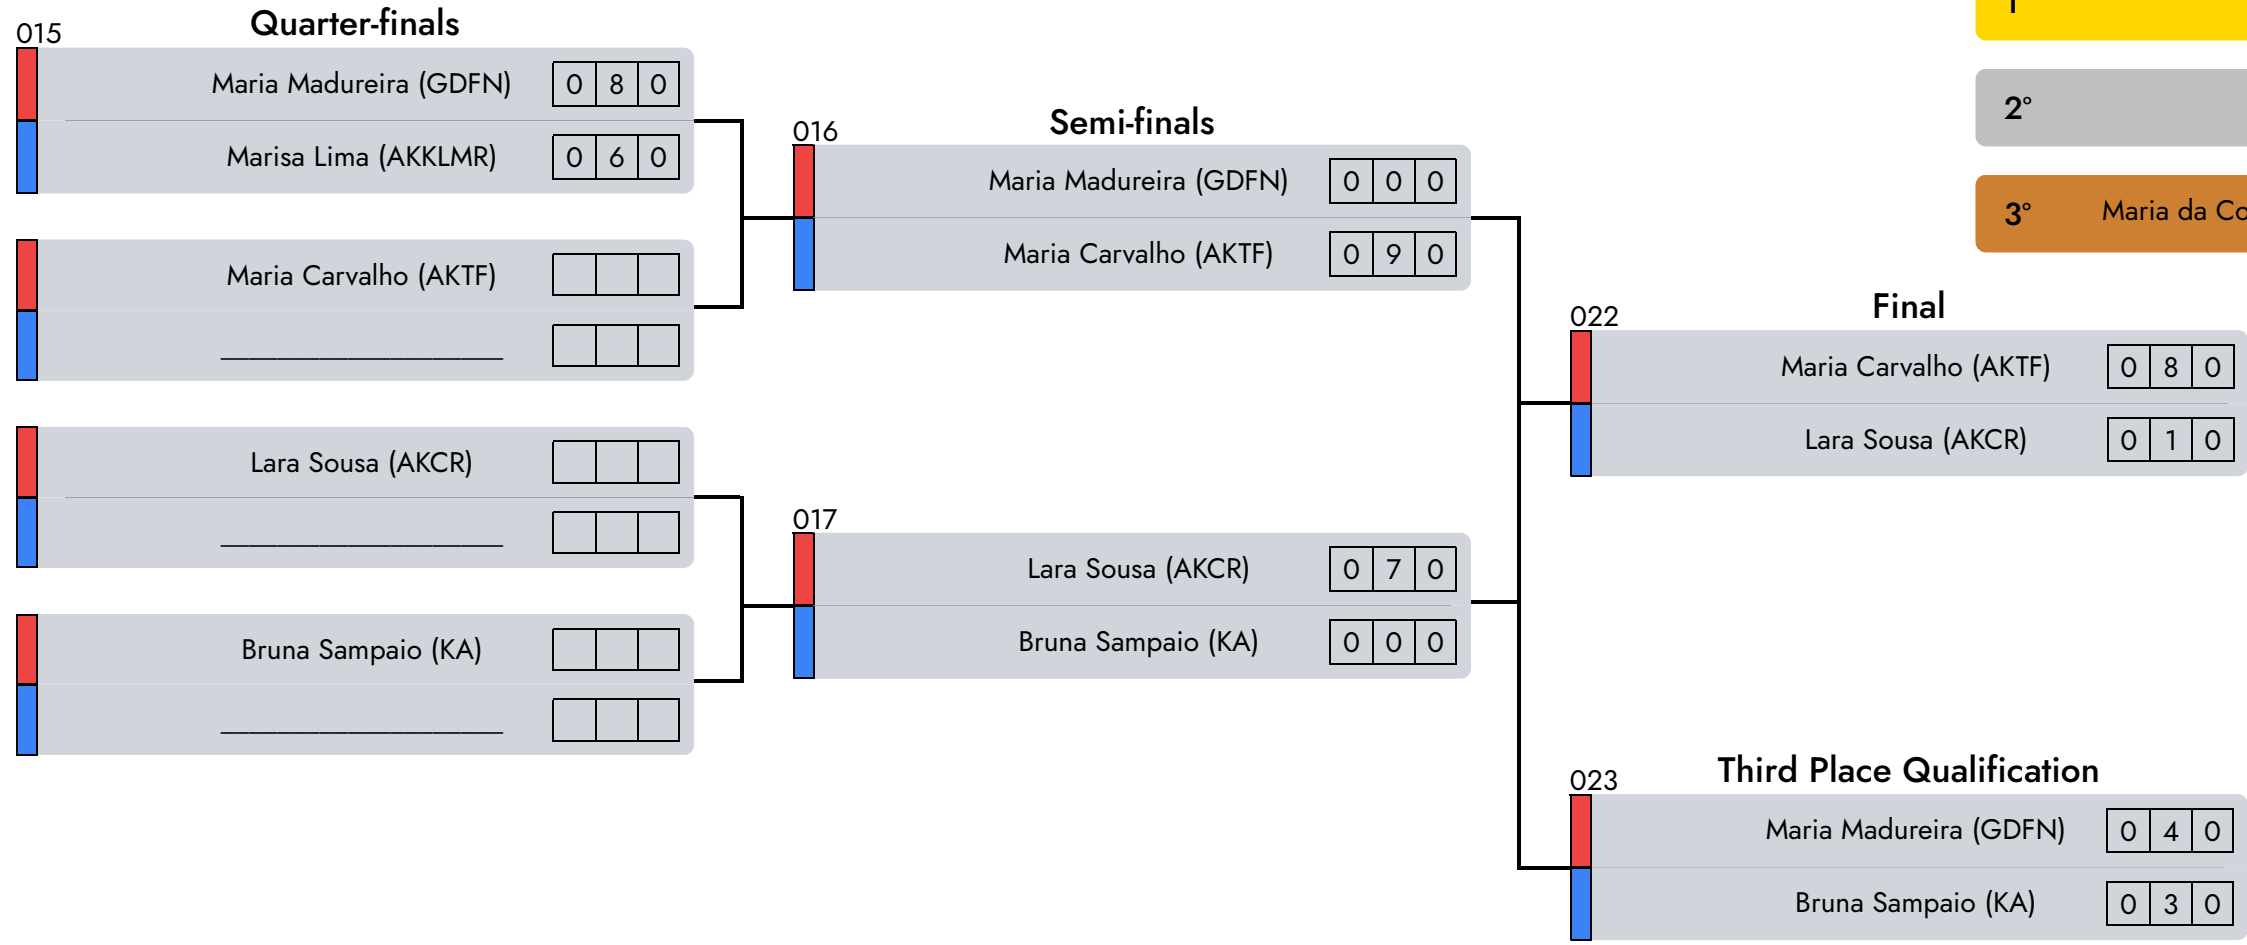 Quarter-finals
015
Maria Madureira (GDFN) 0 8 0
Marisa Lima (AKKLMR) 0 6 0
Maria Carvalho (AKTF)
Lara Sousa (AKCR)
Bruna Sampaio (KA)
Semi-finals
016
Maria Madureira (GDFN) 0 0 0
Maria Carvalho (AKTF) 0 9 0
017
Lara Sousa (AKCR) 0 7 0
Bruna Sampaio (KA) 0 0 0
2°
3° Maria da Co
Final
022
Maria Carvalho (AKTF) 0 8 0
Lara Sousa (AKCR) 0 1 0
Third Place Qualification
023
Maria Madureira (GDFN) 0 4 0
Bruna Sampaio (KA) 0 3 0